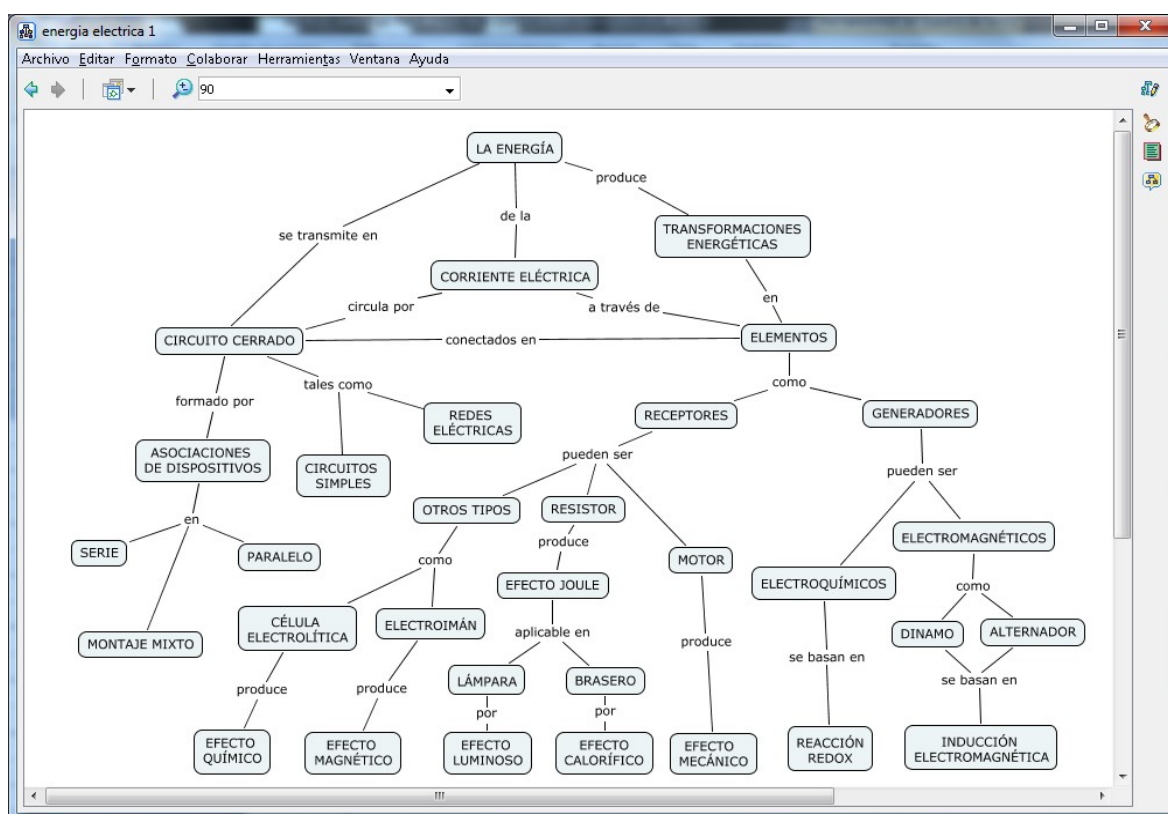 energia electrica 1
Archivo Editar Formato Colaborar Herramientas Ventana Ayuda
90
LA ENERGÍA
produce
de la
se transmite en
TRANSFORMACIONES
ENERGÉTICAS
CORRIENTE ELÉCTRICA
circula por
a través de
en
CIRCUITO CERRADO
conectados en
ELEMENTOS
tales como
como
formado por
REDES
ELÉCTRICAS
RECEPTORES
GENERADORES
ASOCIACIONES
DE DISPOSITIVOS
CIRCUITOS
SIMPLES
pueden ser
pueden ser
en
OTROS TIPOS
RESISTOR
SERIE
PARALELO
produce
ELECTROMAGNÉTICOS
como
MOTOR
EFECTO JOULE
ELECTROQUÍMICOS
como
CÉLULA
ELECTROLÍTICA
ELECTROIMÁN
aplicable en
DINAMO
ALTERNADOR
MONTAJE MIXTO
produce
se basan en
LÁMPARA
BRASERO
se basan en
produce
produce
por
por
EFECTO
QUÍMICO
EFECTO
MAGNÉTICO
EFECTO
LUMINOSO
EFECTO
CALORÍFICO
EFECTO
MECÁNICO
REACCIÓN
REDOX
INDUCCIÓN
ELECTROMAGNÉTICA